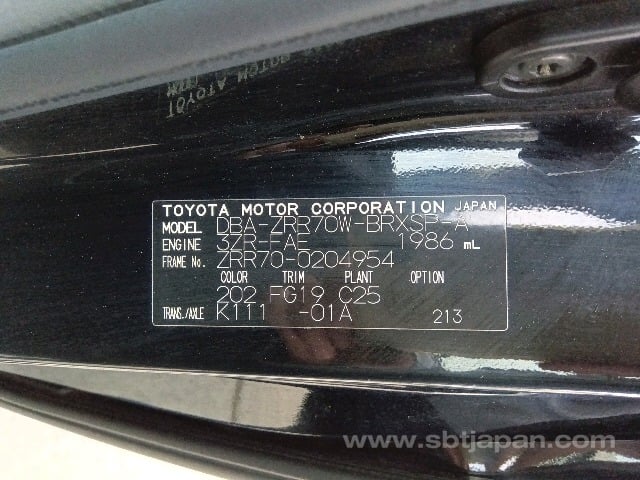 TOYOTA MOTOR CORPORATION JAPAN
MODEL DBA-ZRR70W-BRXSP-A
ENGINE 3ZR-FAE 1986 mL
FRAME No. ZRR70-0204954
COLOR TRIM PLANT OPTION
202 FG19 C25
TRANS./AXLE K111 -01A 213
www.sbtjapan.com